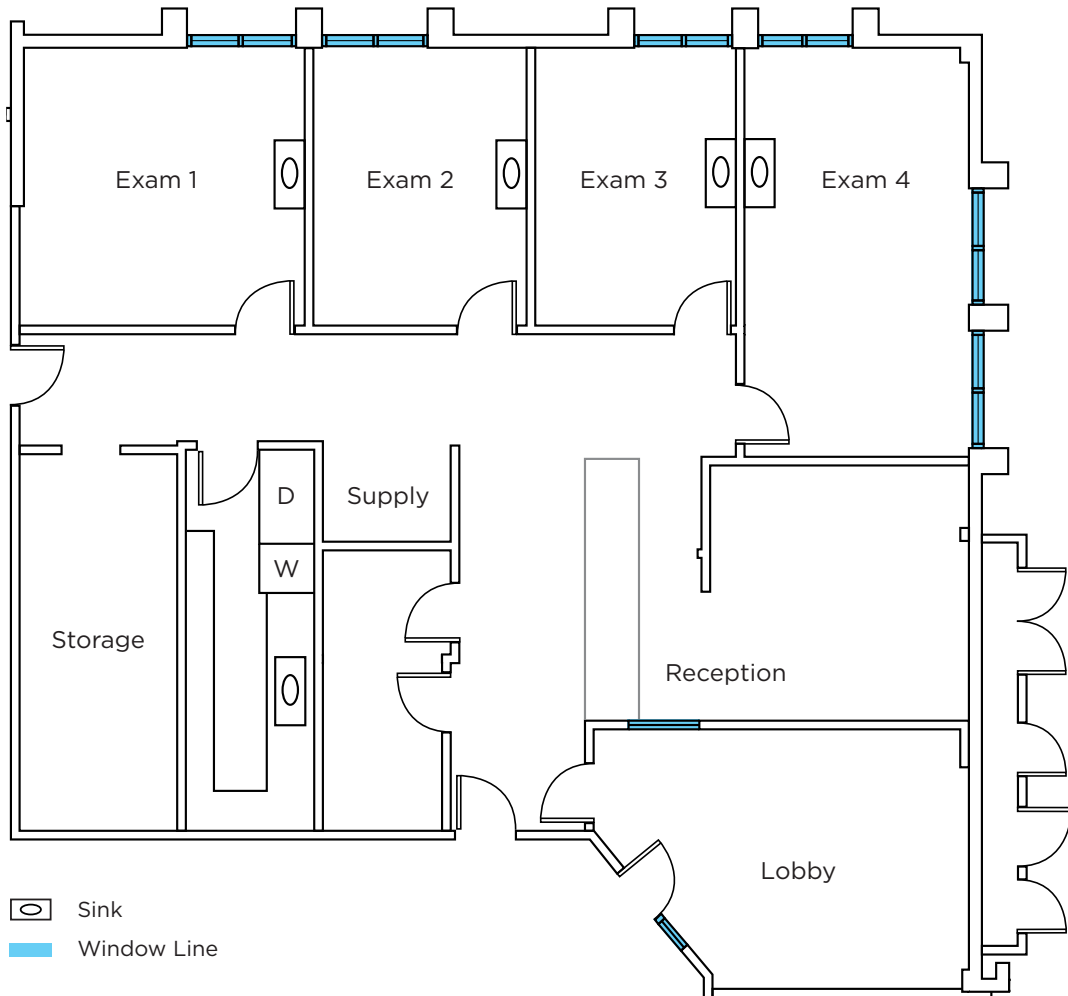 Exam 1
Exam 2
Exam 3
Exam 4
D
Supply
W
Storage
Reception
Lobby
Sink
Window Line